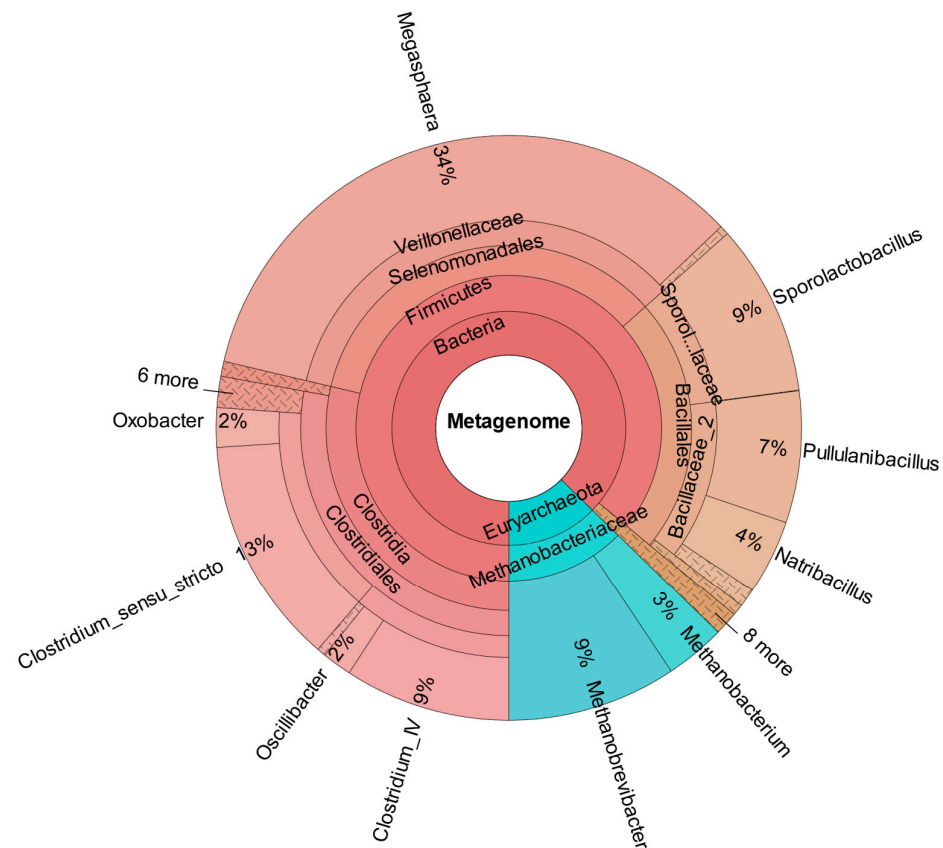 Megasphaera
34%
Veillonellaceae
Selenomonadales
Firmicutes
Bacteria
Metagenome
Sporol...laceae
Sporolactobacillus
9%
Bacillales
Bacillaceae_2
Pullulanibacillus
7%
Natribacillus
4%
8 more
Euryarchaeota
Methanobacteriaceae
Methanobacterium
3%
Methanobrevibacter
9%
Clostridia
Clostridiales
Clostridium_IV
9%
Oscillibacter
2%
Clostridium_sensu_stricto
13%
Oxobacter
2%
6 more